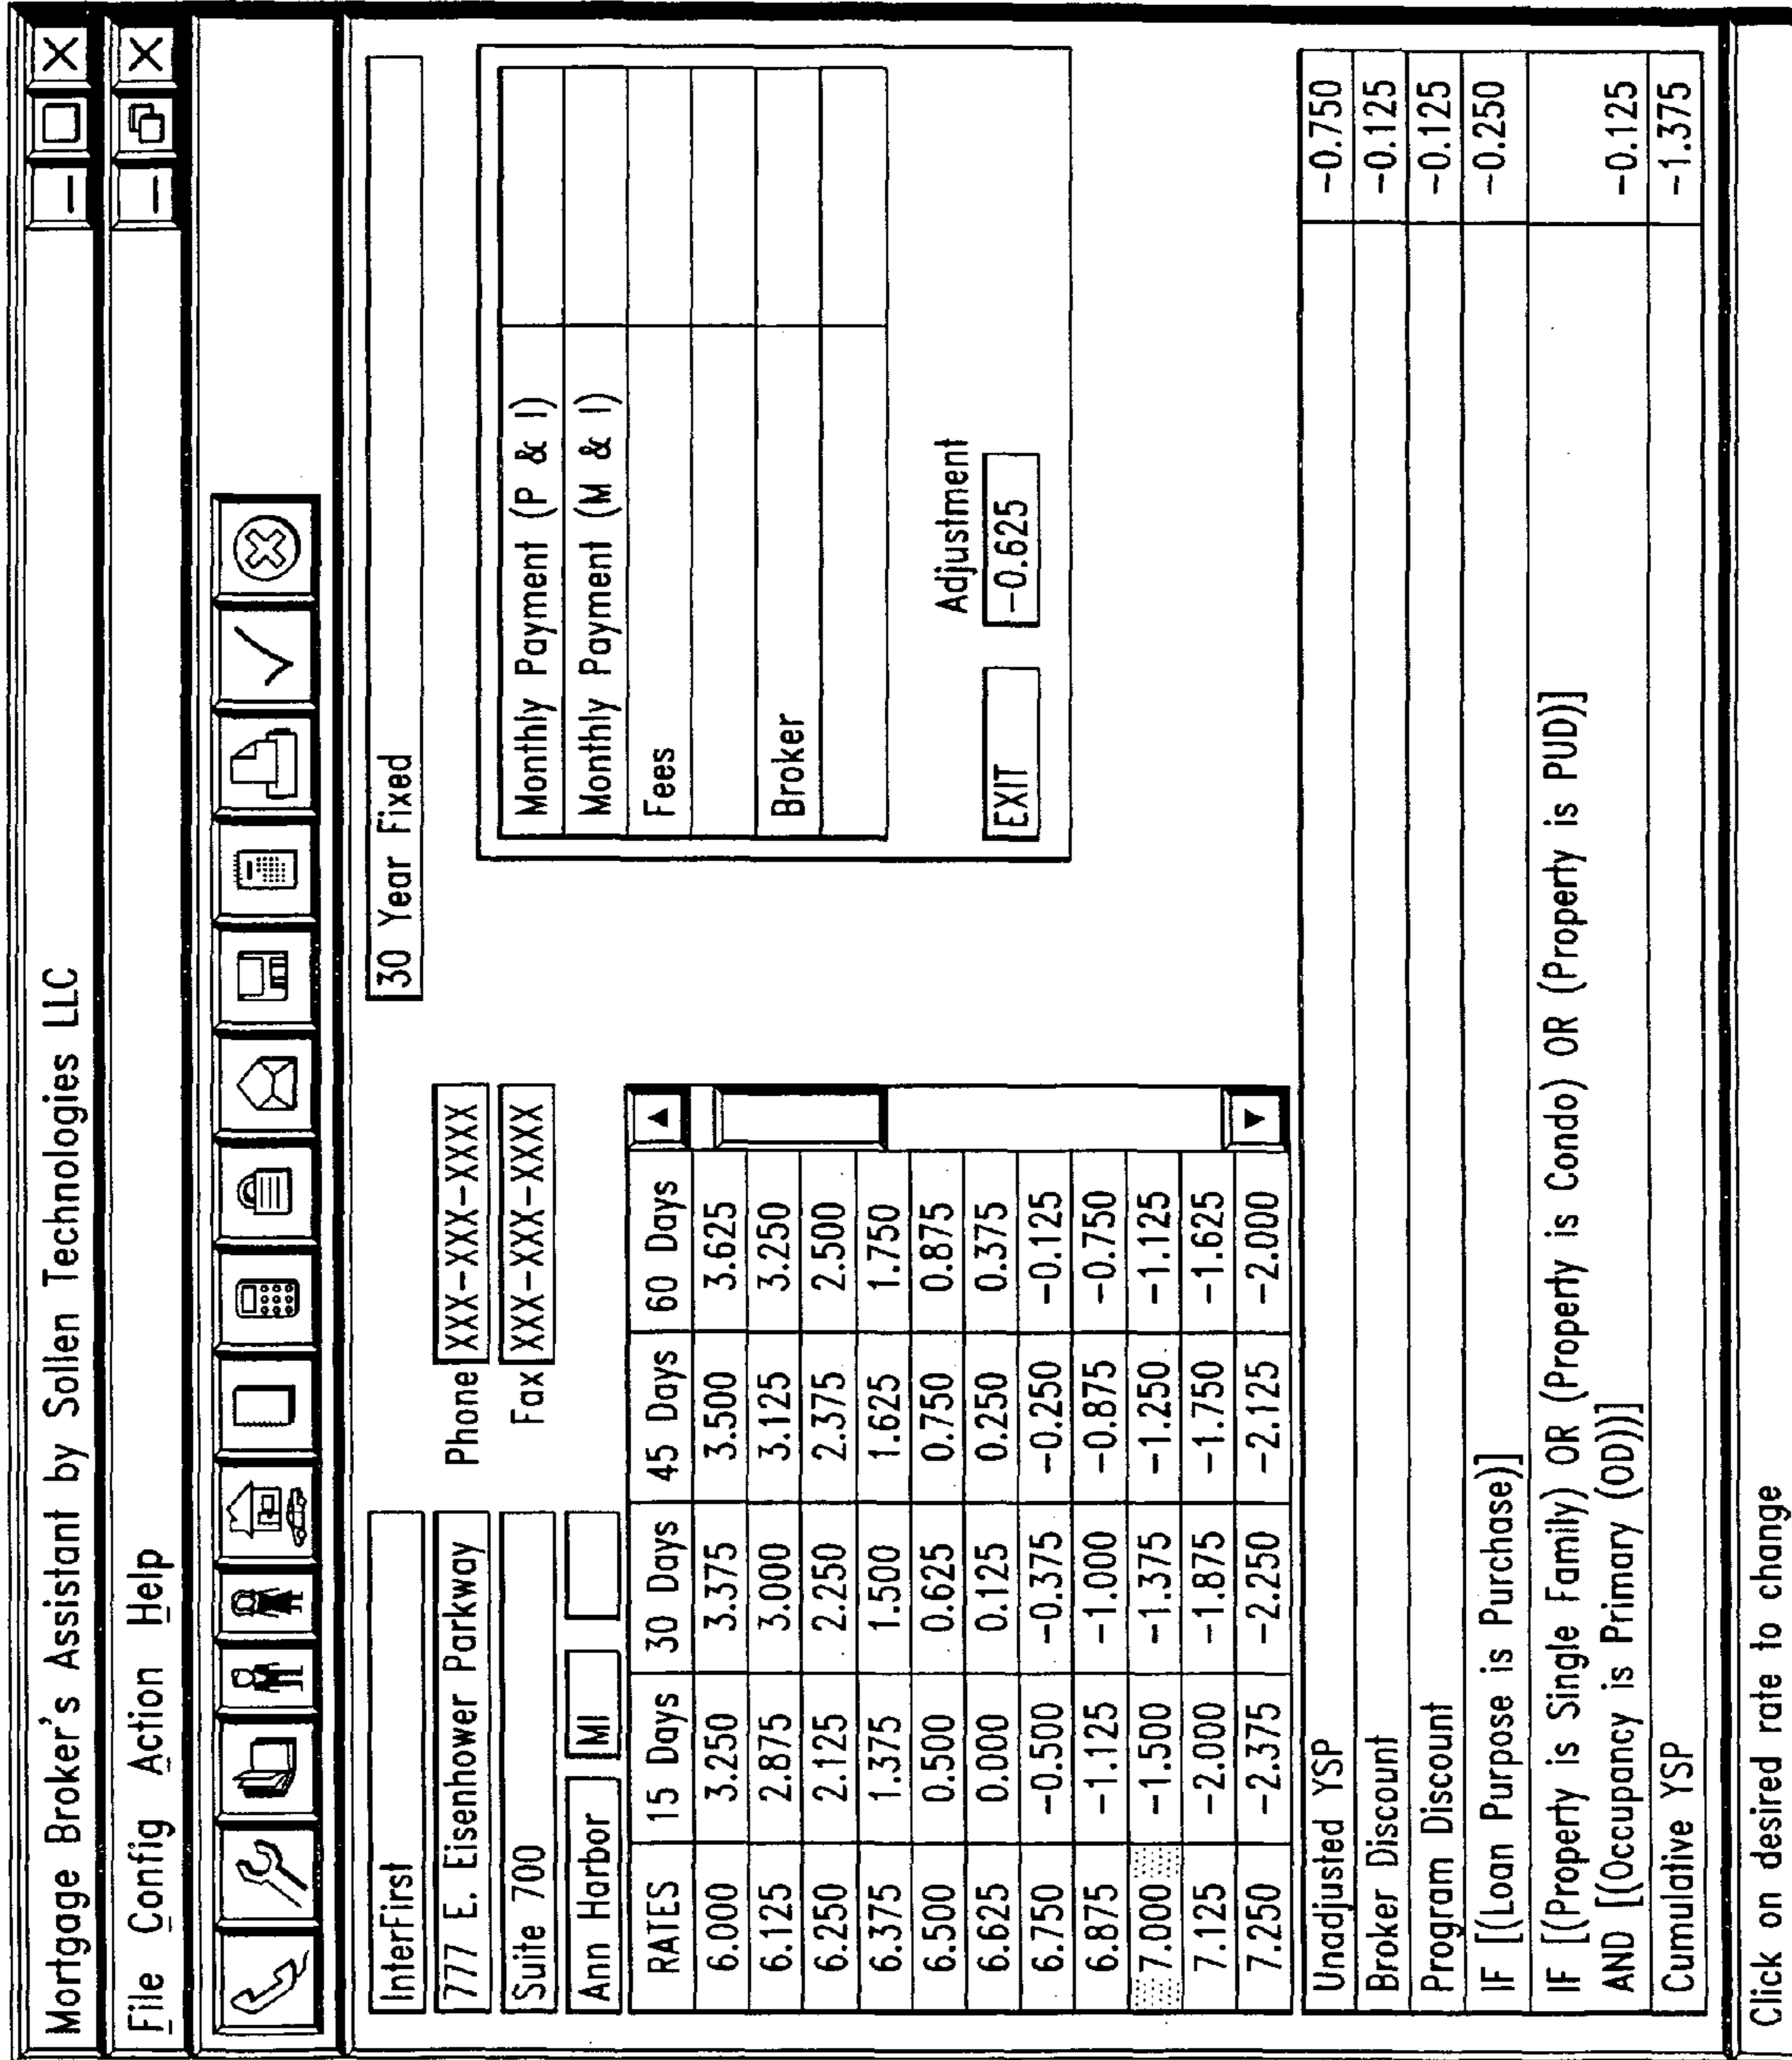 Mortgage Broker's Assistant by Sollen Technologies LLC
File Config Action Help
InterFirst
30 Year Fixed
777 E. Eisenhower Parkway
Phone XXX-XXX-XXXX
Suite 700
Fax XXX-XXX-XXXX
Ann Harbor MI
RATES 15 Days 30 Days 45 Days 60 Days
6.000 3.250 3.375 3.500 3.625
6.125 2.875 3.000 3.125 3.250
6.250 2.125 2.250 2.375 2.500
6.375 1.375 1.500 1.625 1.750
6.500 0.500 0.625 0.750 0.875
6.625 0.000 0.125 0.250 0.375
6.750 -0.500 -0.375 -0.250 -0.125
6.875 -1.125 -1.000 -0.875 -0.750
7.000 -1.500 -1.375 -1.250 -1.125
7.125 -2.000 -1.875 -1.750 -1.625
7.250 -2.375 -2.250 -2.125 -2.000
Monthly Payment (P & I)
Monthly Payment (M & I)
Fees
Broker
Adjustment
EXIT -0.625
Unadjusted YSP -0.750
Broker Discount -0.125
Program Discount -0.125
IF [(Loan Purpose is Purchase)] -0.250
IF [(Property is Single Family) OR (Property is Condo) OR (Property is PUD)]
AND [(Occupancy is Primary (OD))] -0.125
Cumulative YSP -1.375
Click on desired rate to change